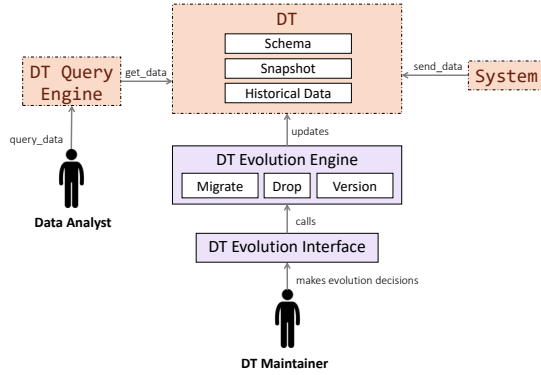 DT
Schema
Snapshot
Historical Data
DT Query
Engine
get_data
send_data
System
query_data
updates
Data Analyst
DT Evolution Engine
Migrate
Drop
Version
calls
DT Evolution Interface
makes evolution decisions
DT Maintainer